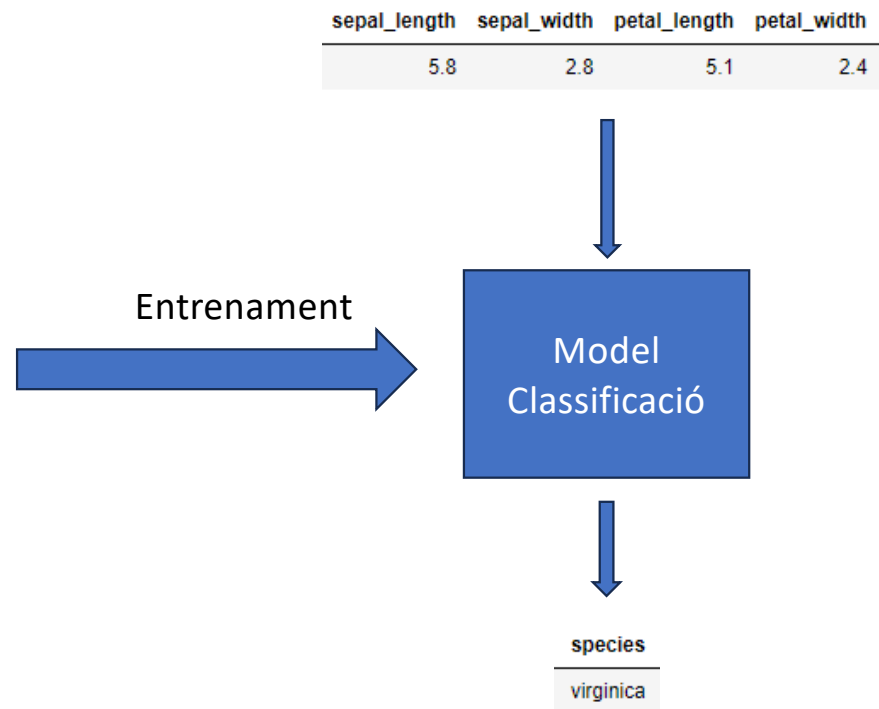 sepal_length sepal_width petal_length petal_width
5.8 2.8 5.1 2.4
Entrenament
Model
Classificació
species
virginica